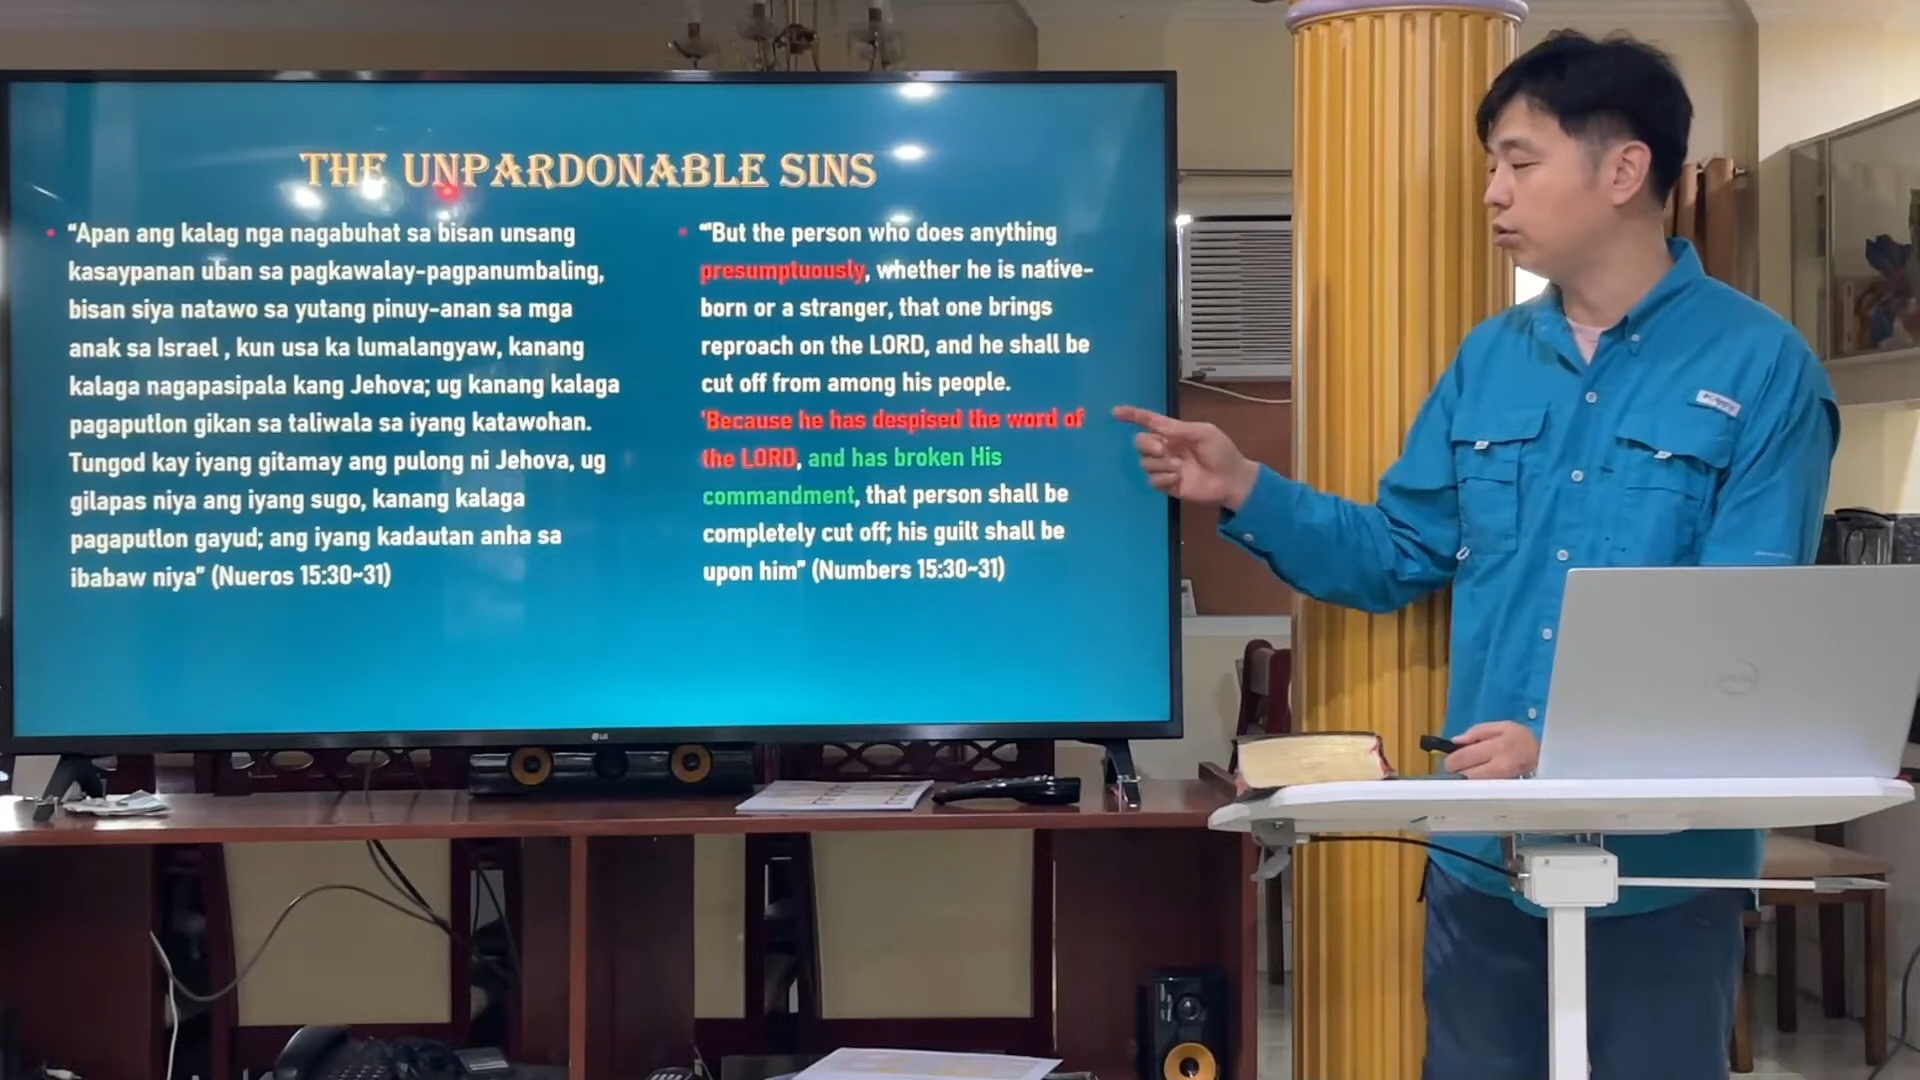 THE UNPARDONABLE SINS
• “Apan ang kalag nga nagabuhat sa bisan unsang
kasaypanan uban sa pagkawalay-pagpanumbaling,
bisan siya natawo sa yutang pinuy-anan sa mga
anak sa Israel , kun usa ka lumalangyaw, kanang
kalaga nagapasipala kang Jehova; ug kanang kalaga
pagaputlon gikan sa taliwala sa iyang katawohan.
Tungod kay iyang gitamay ang pulong ni Jehova, ug
gilapas niya ang iyang sugo, kanang kalaga
pagaputlon gayud; ang iyang kadautan anha sa
ibabaw niya” (Nueros 15:30~31)
• “‘But the person who does anything
presumptuously, whether he is native-
born or a stranger, that one brings
reproach on the LORD, and he shall be
cut off from among his people.
‘Because he has despised the word of
the LORD, and has broken His
commandment, that person shall be
completely cut off; his guilt shall be
upon him” (Numbers 15:30~31)
LG
DELL